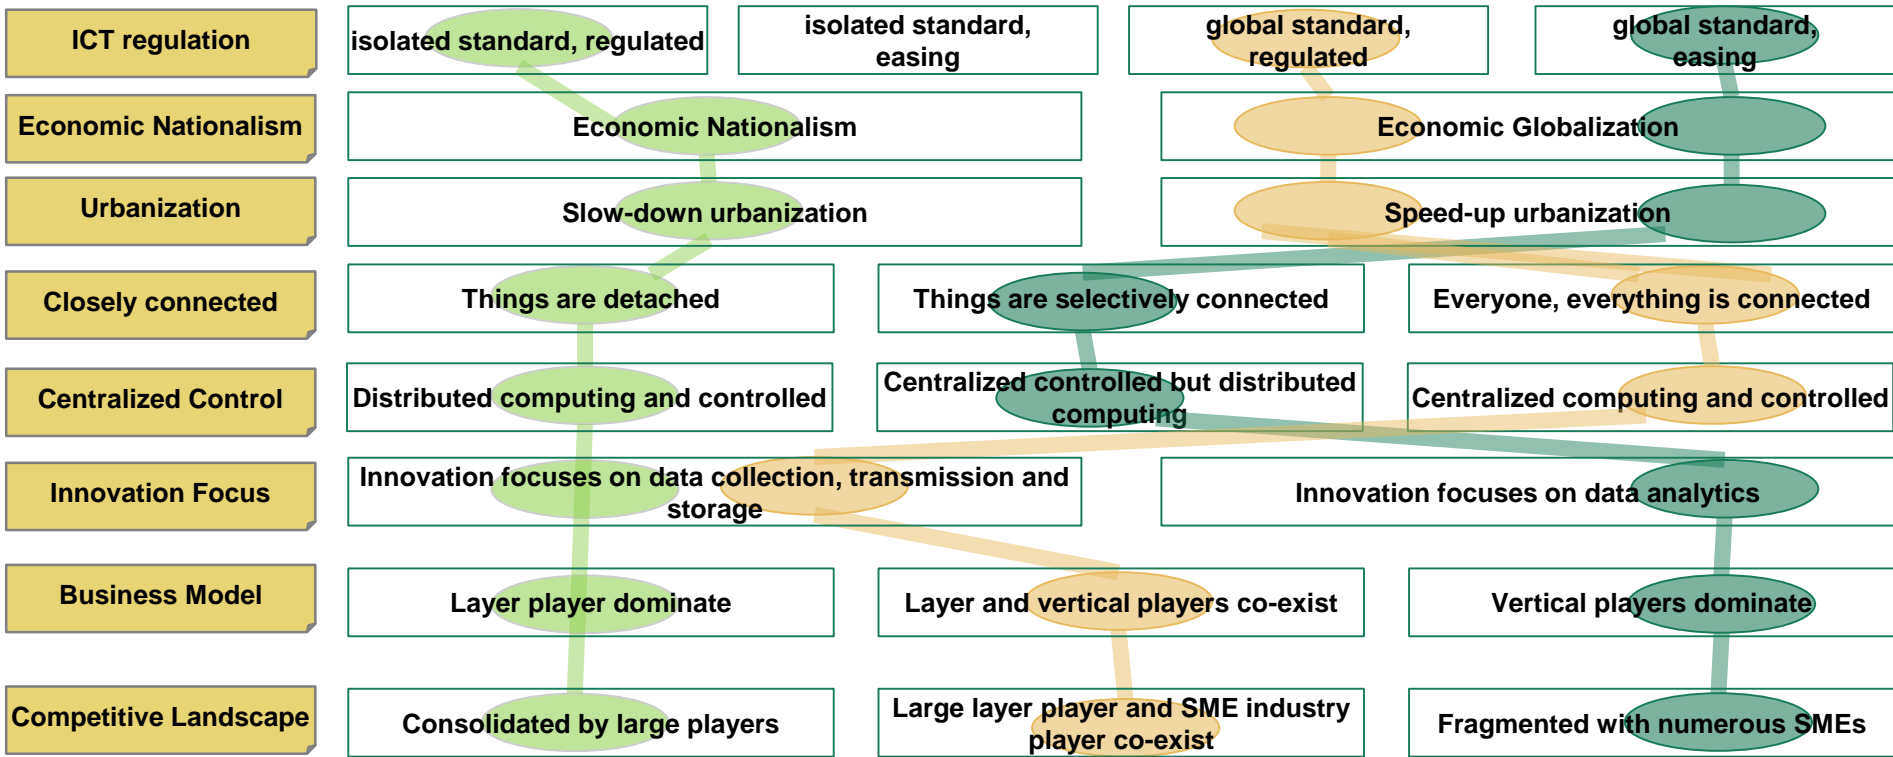 ICT regulation
isolated standard, regulated
isolated standard,
easing
global standard,
regulated
global standard,
easing
Economic Nationalism
Economic Nationalism
Economic Globalization
Urbanization
Slow-down urbanization
Speed-up urbanization
Closely connected
Things are detached
Things are selectively connected
Everyone, everything is connected
Centralized Control
Distributed computing and controlled
Centralized controlled but distributed
computing
Centralized computing and controlled
Innovation Focus
Innovation focuses on data collection, transmission and
storage
Innovation focuses on data analytics
Business Model
Layer player dominate
Layer and vertical players co-exist
Vertical players dominate
Competitive Landscape
Consolidated by large players
Large layer player and SME industry
player co-exist
Fragmented with numerous SMEs